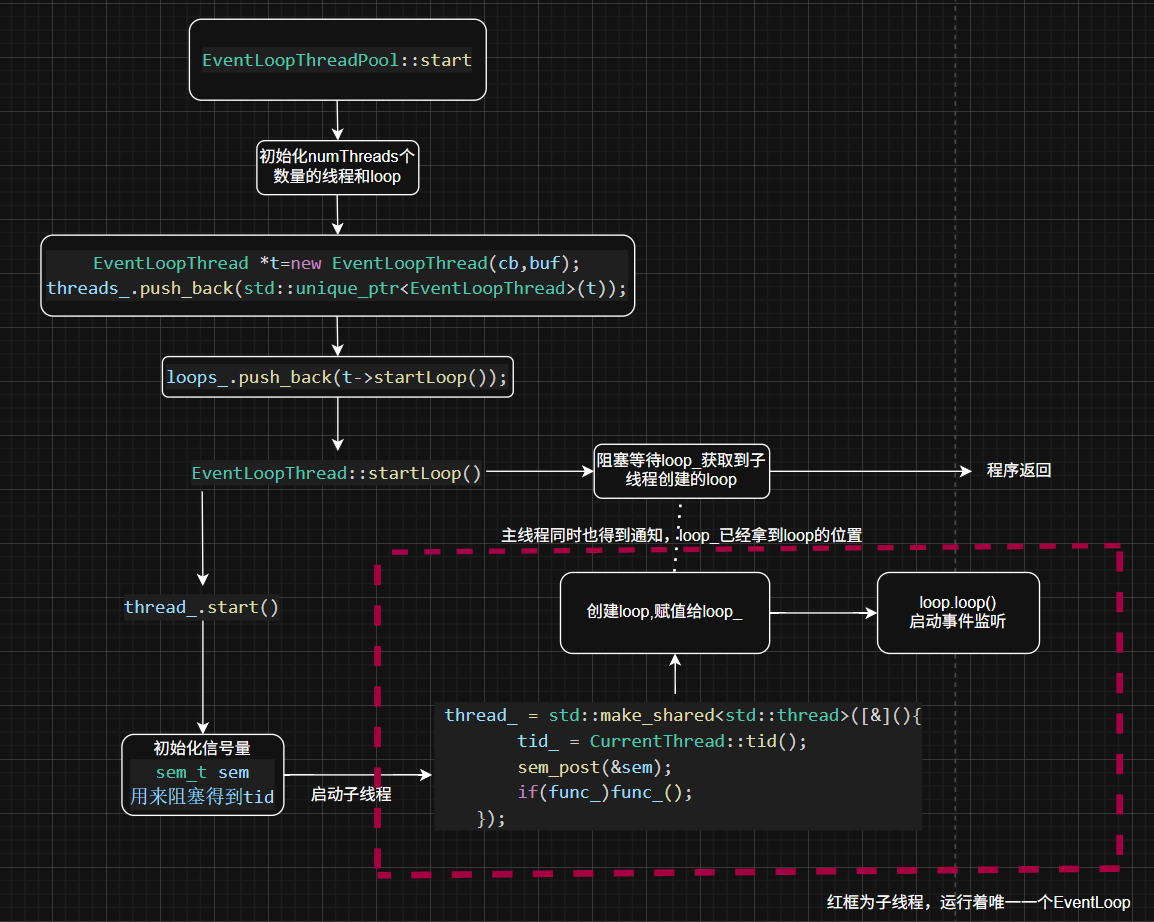 EventLoopThreadPool::start
初始化numThreads个
数量的线程和loop
EventLoopThread *t=new EventLoopThread(cb,buf);
threads_.push_back(std::unique_ptr<EventLoopThread>(t));
loops_.push_back(t->startLoop());
EventLoopThread::startLoop()
阻塞等待loop_获取到子
线程创建的loop
程序返回
主线程同时也得到通知，loop_已经拿到loop的位置
thread_.start()
创建loop,赋值给loop_
loop.loop()
启动事件监听
初始化信号量
sem_t sem
用来阻塞得到tid
启动子线程
thread_ = std::make_shared<std::thread>([&](){
tid_ = CurrentThread::tid();
sem_post(&sem);
if(func_)func_();
});
红框为子线程，运行着唯一一个EventLoop